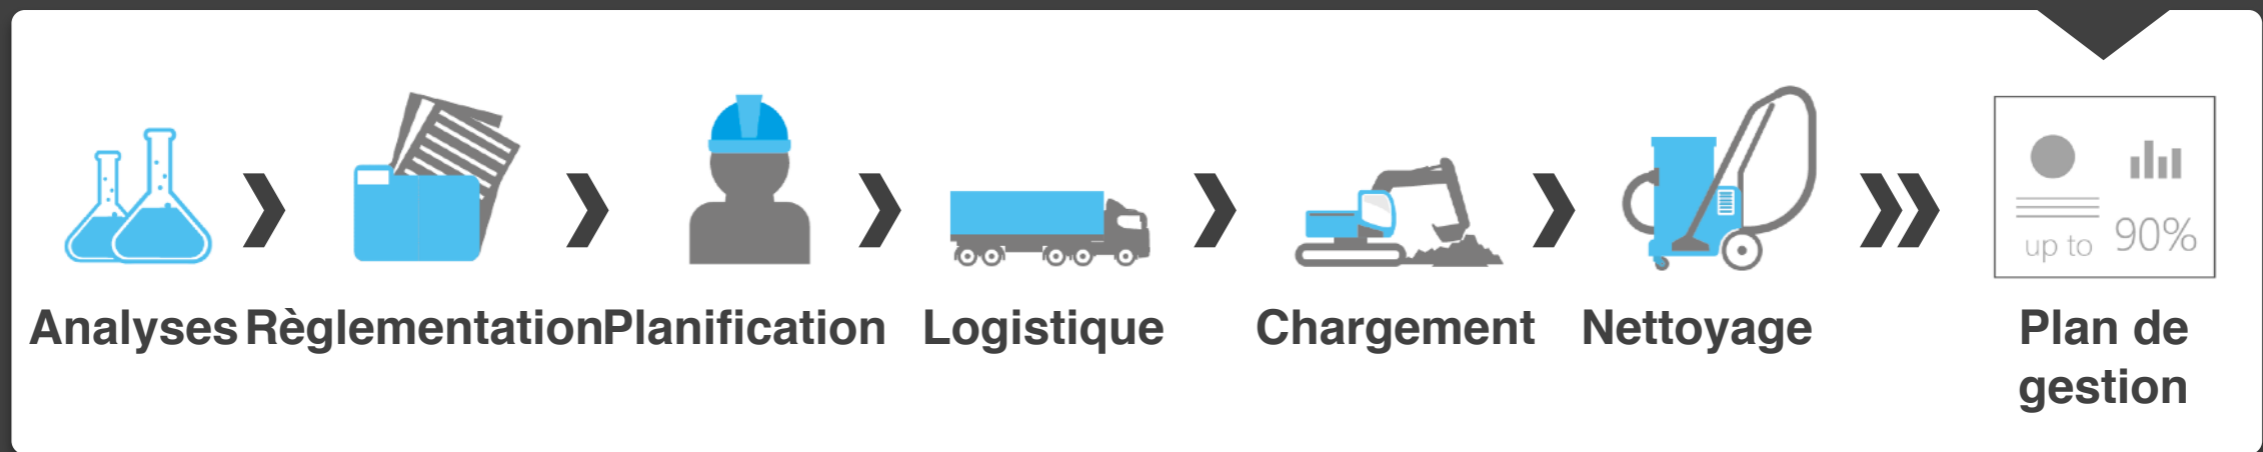 up to 90%
Analyses Règlementation Planification Logistique Chargement Nettoyage Plan de
gestion